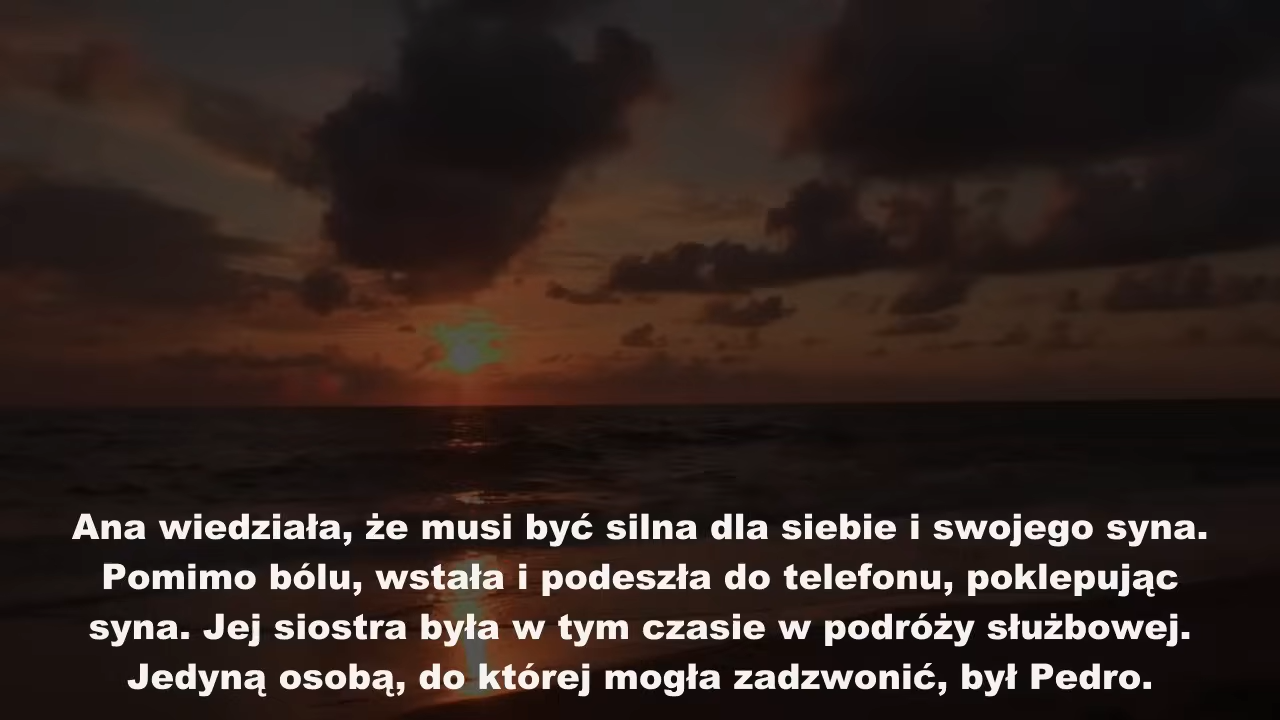 Ana wiedziała, że musi być silna dla siebie i swojego syna.
Pomimo bólu, wstała i podeszła do telefonu, poklepując
syna. Jej siostra była w tym czasie w podróży służbowej.
Jedyną osobą, do której mogła zadzwonić, był Pedro.